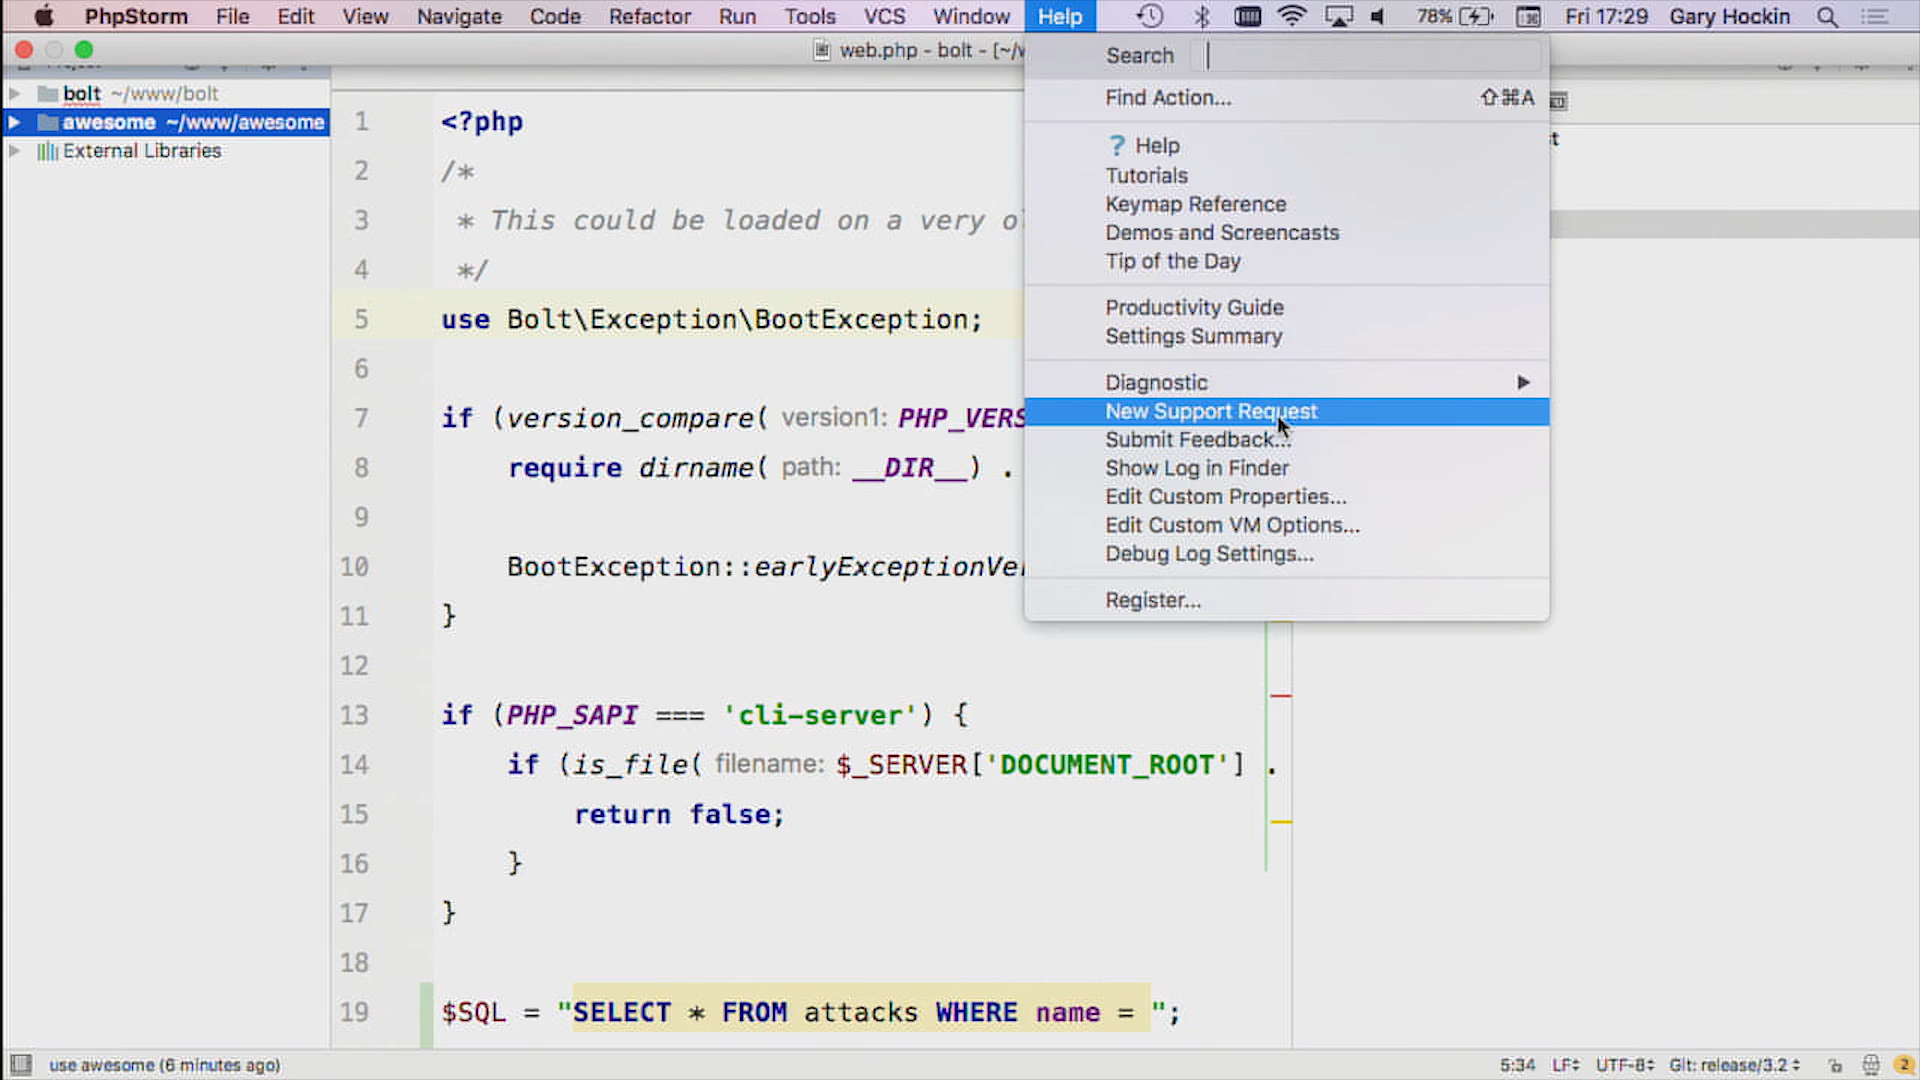 PhpStorm File Edit View Navigate Code Refactor Run Tools VCS Window Help 78% Fri 17:29 Gary Hockin
web.php - bolt - [~/w
Search
Find Action... ⇧⌘A
? Help
Tutorials
Keymap Reference
Demos and Screencasts
Tip of the Day
Productivity Guide
Settings Summary
Diagnostic
New Support Request
Submit Feedback...
Show Log in Finder
Edit Custom Properties...
Edit Custom VM Options...
Debug Log Settings...
Register...
bolt ~/www/bolt
awesome ~/www/awesome
External Libraries
1 <?php
2 /*
3 * This could be loaded on a very o
4 */
5 use Bolt\Exception\BootException;
6
7 if (version_compare( version1: PHP_VERS
8 require dirname( path: __DIR__) .
9
10 BootException::earlyExceptionVe
11 }
12
13 if (PHP_SAPI === 'cli-server') {
14 if (is_file( filename: $_SERVER['DOCUMENT_ROOT'] .
15 return false;
16 }
17 }
18
19 $SQL = "SELECT * FROM attacks WHERE name = ";
use awesome (6 minutes ago) 5:34 LF UTF-8 Git: release/3.2 2